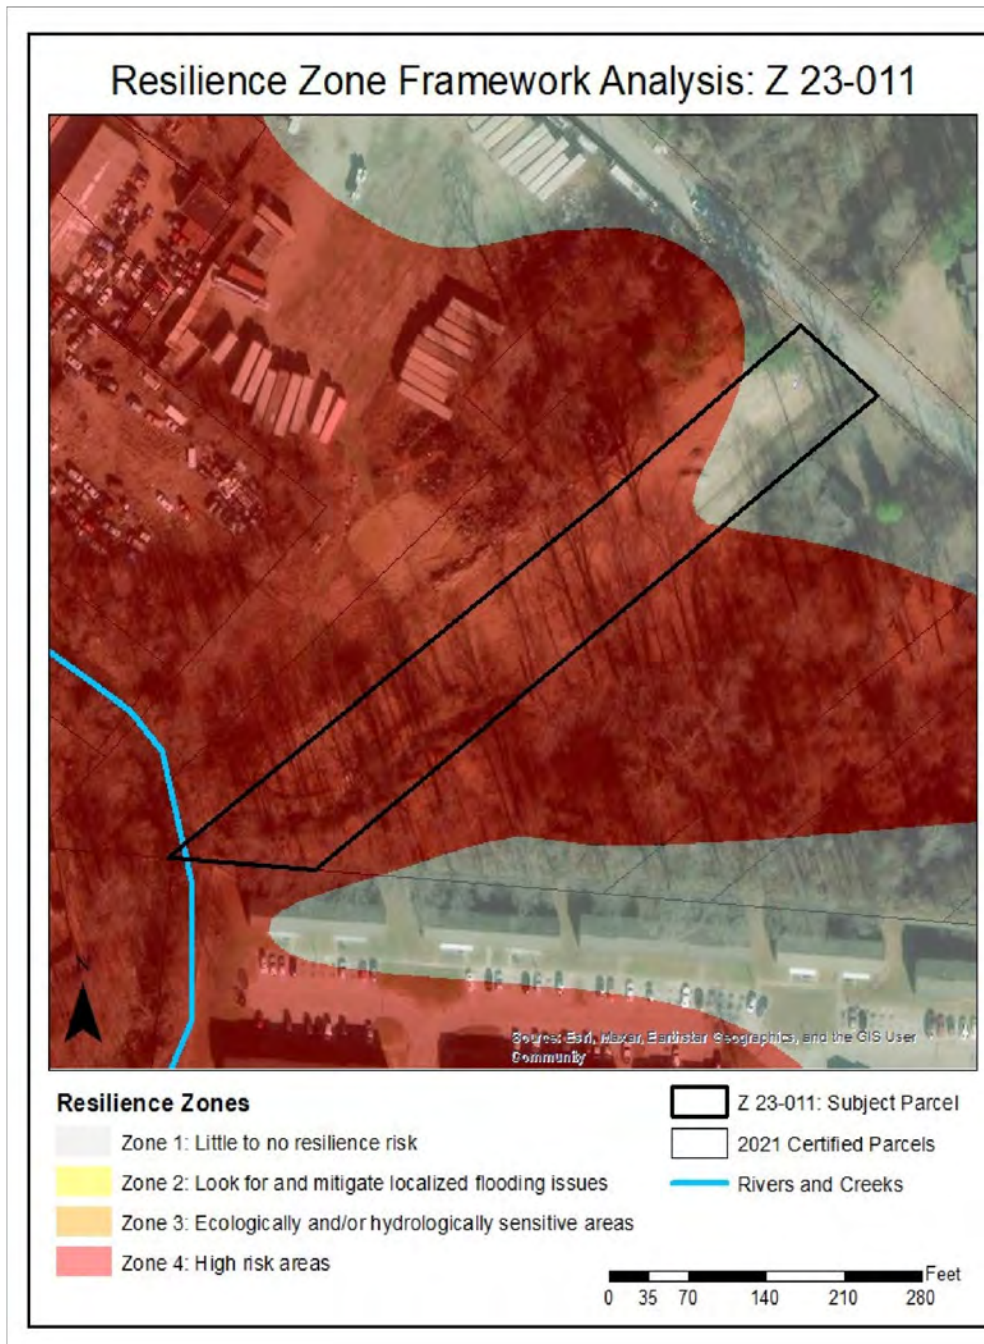 Resilience Zone Framework Analysis: Z 23-011
N
Source: Esri, Maxar, Earthstar Geographics, and the GIS User
Community
Resilience Zones
Zone 1: Little to no resilience risk
Zone 2: Look for and mitigate localized flooding issues
Zone 3: Ecologically and/or hydrologically sensitive areas
Zone 4: High risk areas
Z 23-011: Subject Parcel
2021 Certified Parcels
Rivers and Creeks
Feet
0 35 70 140 210 280